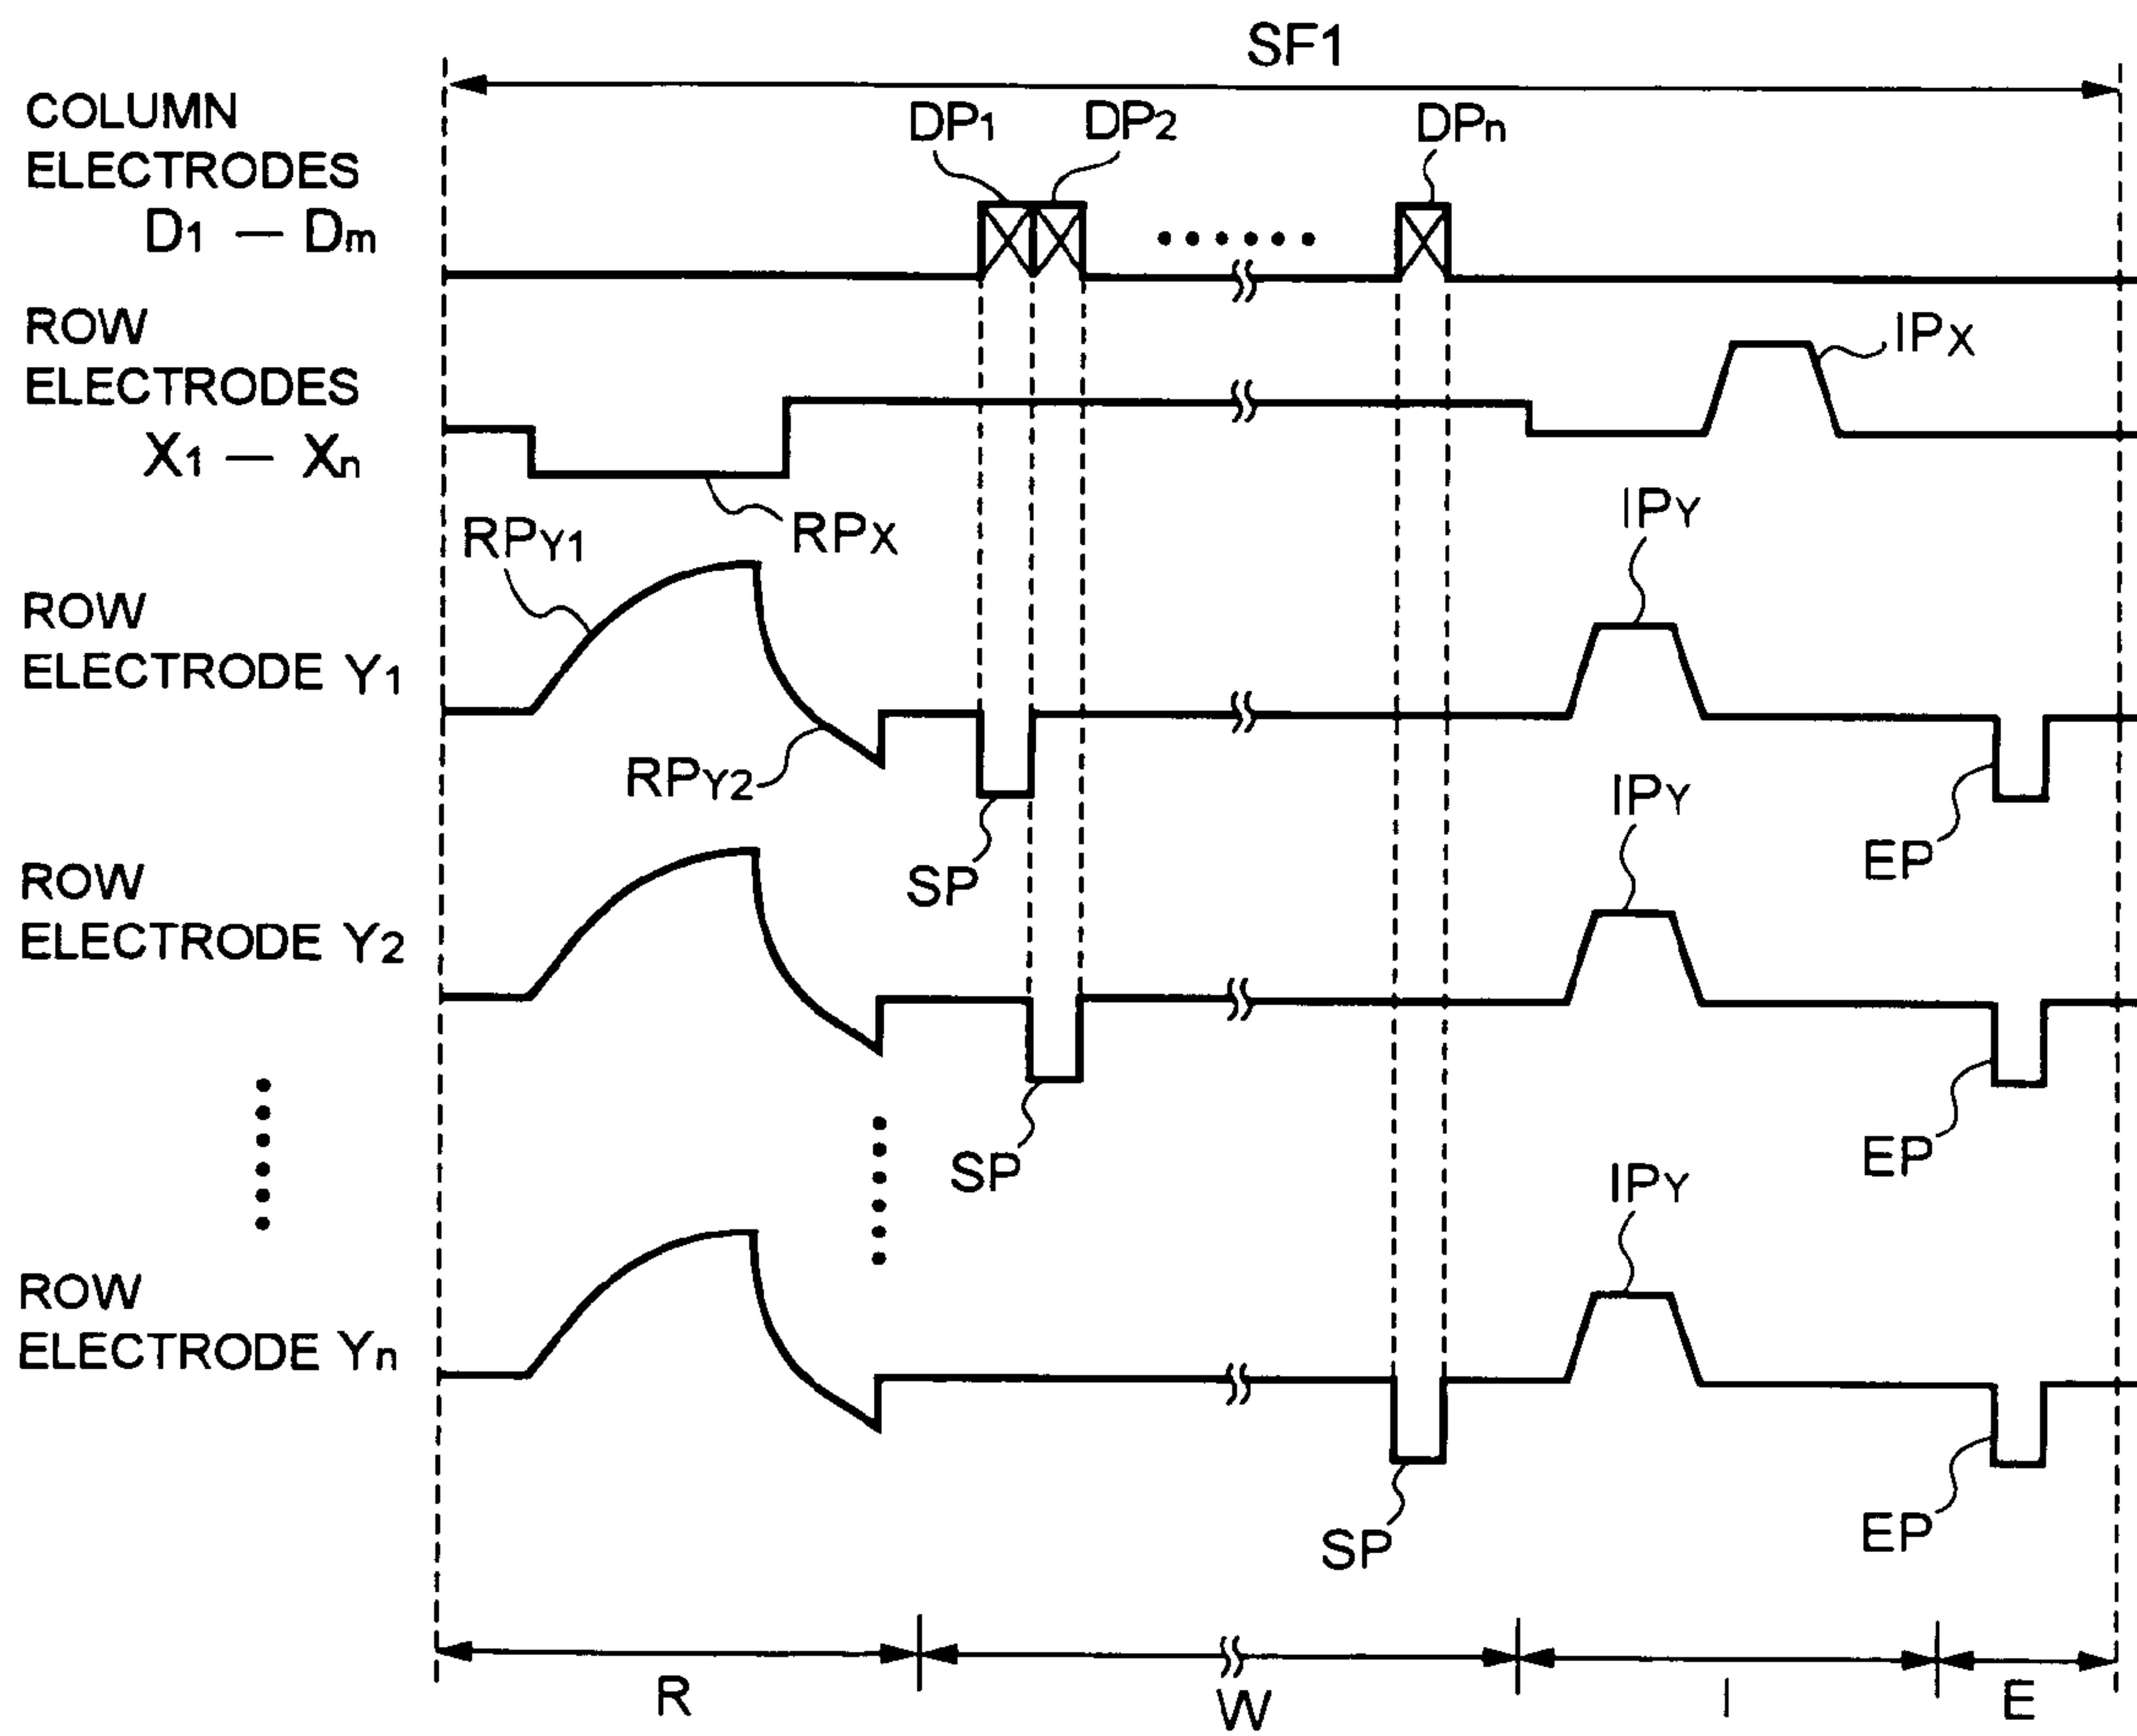 SF1
COLUMN
ELECTRODES
D1 — Dm
DP1
DP2
DPn
ROW
ELECTRODES
X1 — Xn
IPX
RPX
RPY1
IPY
ROW
ELECTRODE Y1
RPY2
SP
IPY
EP
ROW
ELECTRODE Y2
SP
IPY
EP
ROW
ELECTRODE Yn
SP
EP
R
W
I
E